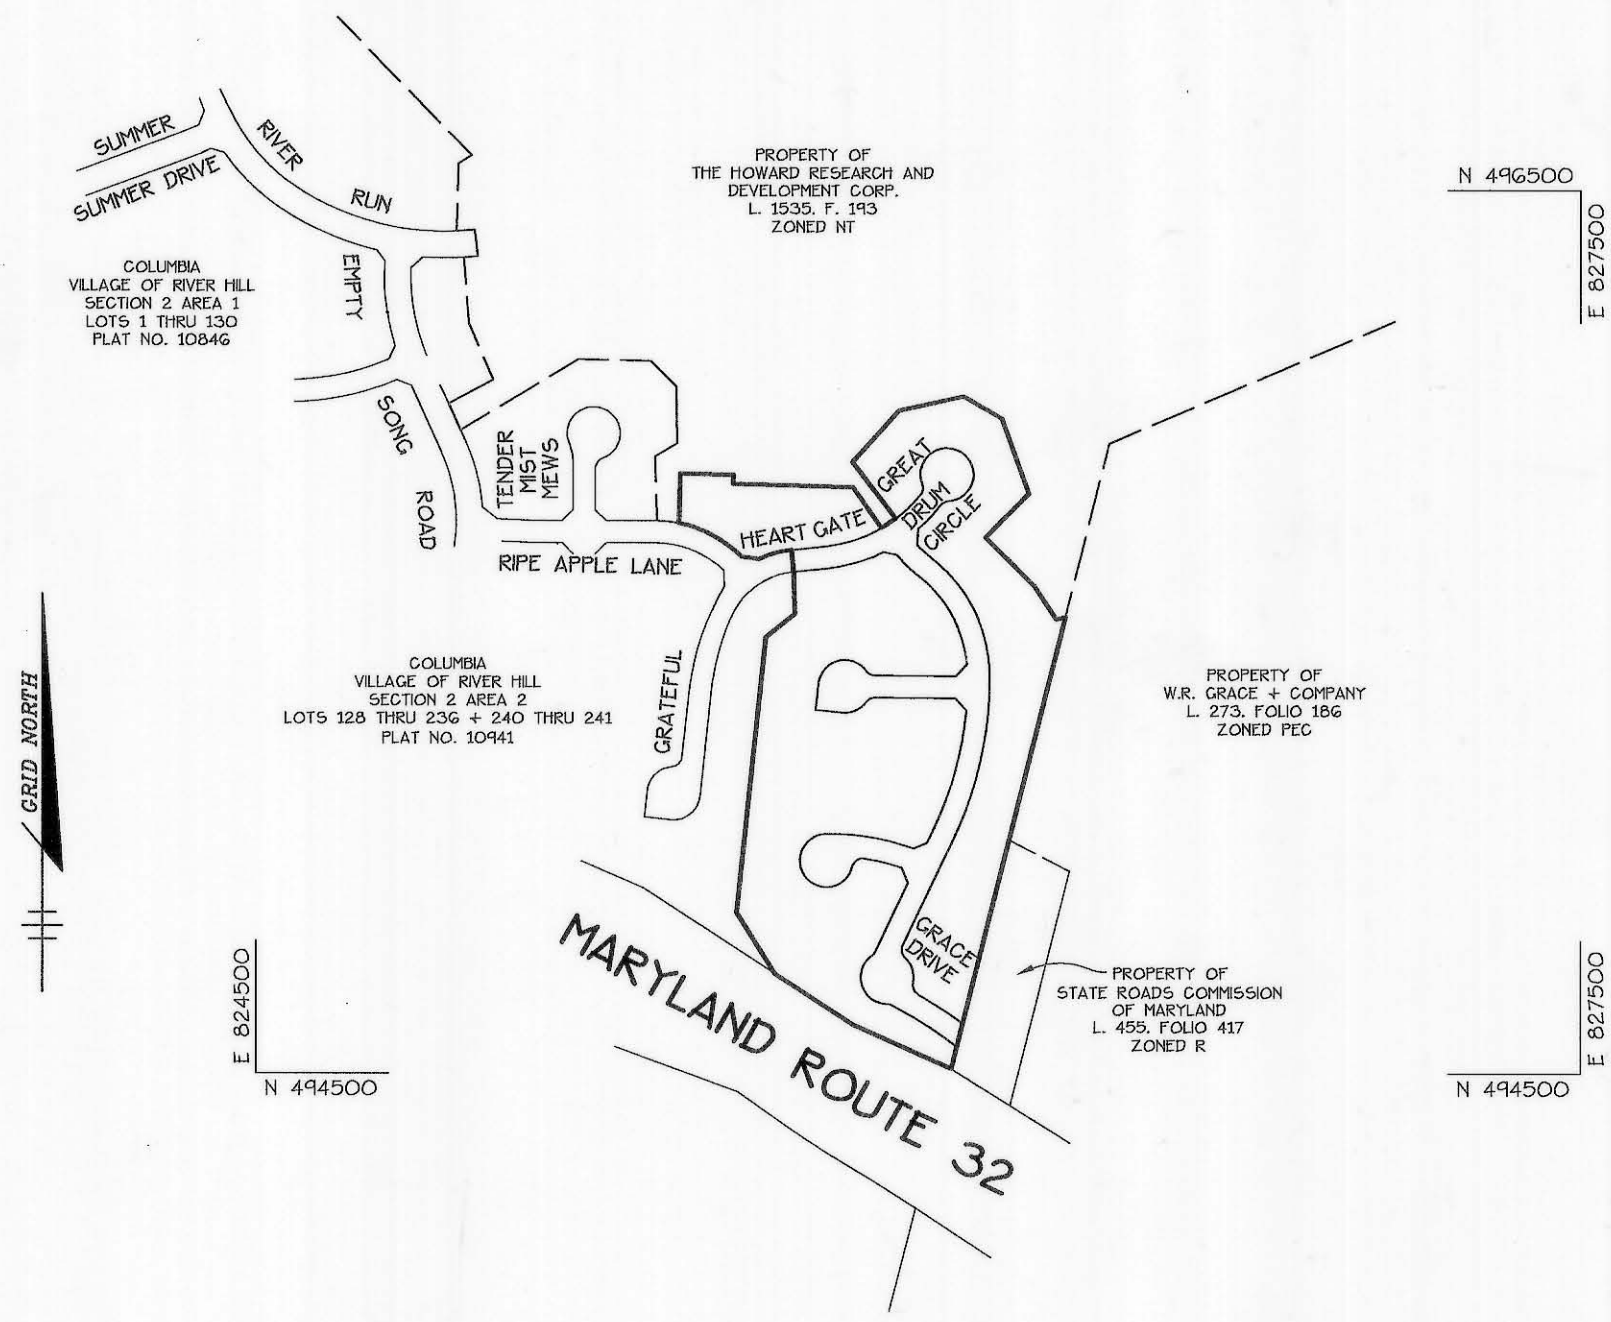 SUMMER
SUMMER DRIVE
RIVER
RUN
PROPERTY OF
THE HOWARD RESEARCH AND
DEVELOPMENT CORP.
L. 1535. F. 193
ZONED NT
N 496500
E 827500
COLUMBIA
VILLAGE OF RIVER HILL
SECTION 2 AREA 1
LOTS 1 THRU 130
PLAT NO. 10846
EMPTY
SONG
ROAD
TENDER
MIST
MEWS
GREAT
DRUM
CIRCLE
HEART GATE
RIPE APPLE LANE
GRATEFUL
COLUMBIA
VILLAGE OF RIVER HILL
SECTION 2 AREA 2
LOTS 128 THRU 236 + 240 THRU 241
PLAT NO. 10941
PROPERTY OF
W.R. GRACE + COMPANY
L. 273. FOLIO 186
ZONED PEC
GRID NORTH
GRACE
DRIVE
MARYLAND ROUTE 32
PROPERTY OF
STATE ROADS COMMISSION
OF MARYLAND
L. 455. FOLIO 417
ZONED R
E 824500
N 494500
E 827500
N 494500